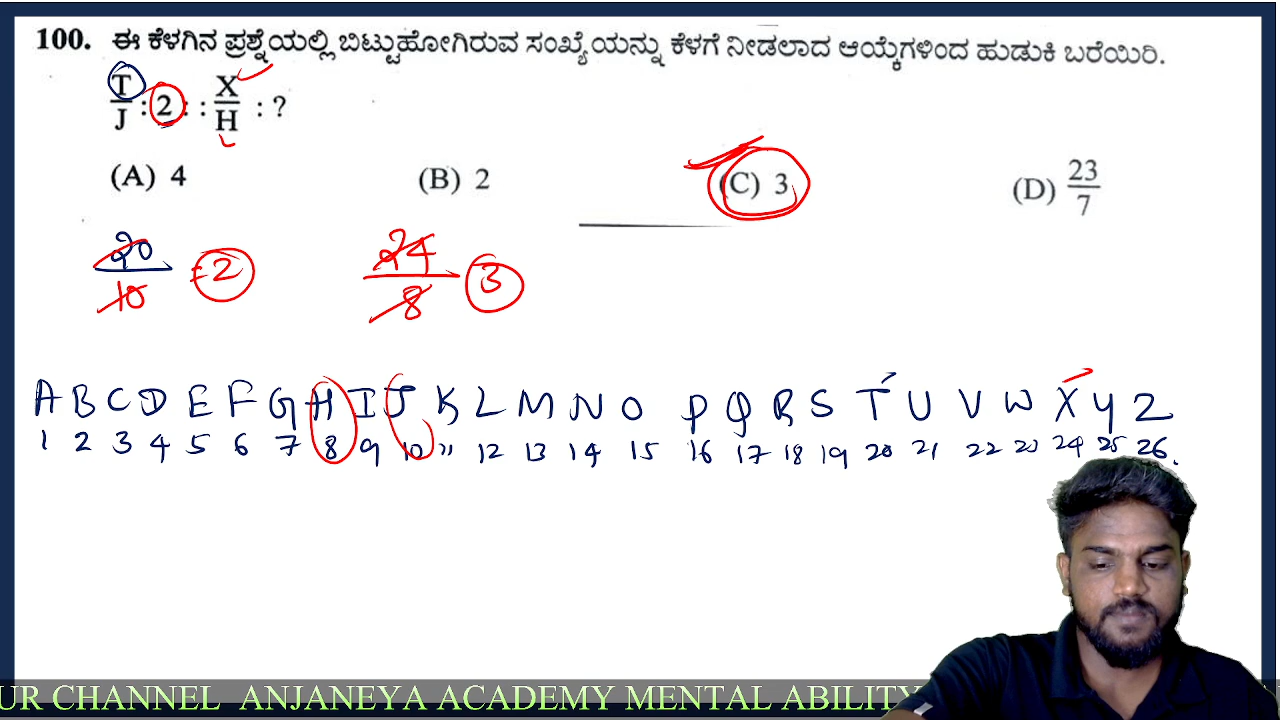 100. ಈ ಕೆಳಗಿನ ಪ್ರಶ್ನೆಯಲ್ಲಿ ಬಿಟ್ಟುಹೋಗಿರುವ ಸಂಖ್ಯೆಯನ್ನು ಕೆಳಗೆ ನೀಡಲಾದ ಆಯ್ಕೆಗಳಿಂದ ಹುಡುಕಿ ಬರೆಯಿರಿ.
T/J : 2 : : X/H : ?
(A) 4 (B) 2 (C) 3 (D) 23/7
20/10 = 2 24/8 3
A B C D E F G H I J K L M N O P Q R S T U V W X Y Z
1 2 3 4 5 6 7 8 9 10 11 12 13 14 15 16 17 18 19 20 21 22 23 24 25 26.
UR CHANNEL ANJANEYA ACADEMY MENTAL ABILITY